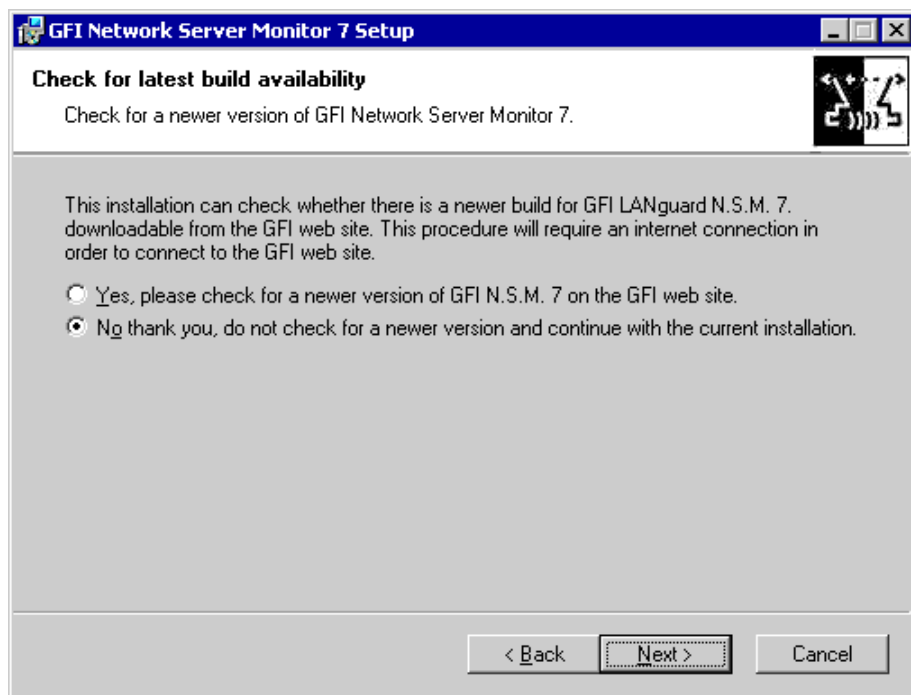 GFI Network Server Monitor 7 Setup
Check for latest build availability
Check for a newer version of GFI Network Server Monitor 7.
This installation can check whether there is a newer build for GFI LANguard N.S.M. 7.
downloadable from the GFI web site. This procedure will require an internet connection in
order to connect to the GFI web site.
Yes, please check for a newer version of GFI N.S.M. 7 on the GFI web site.
No thank you, do not check for a newer version and continue with the current installation.
< Back
Next >
Cancel